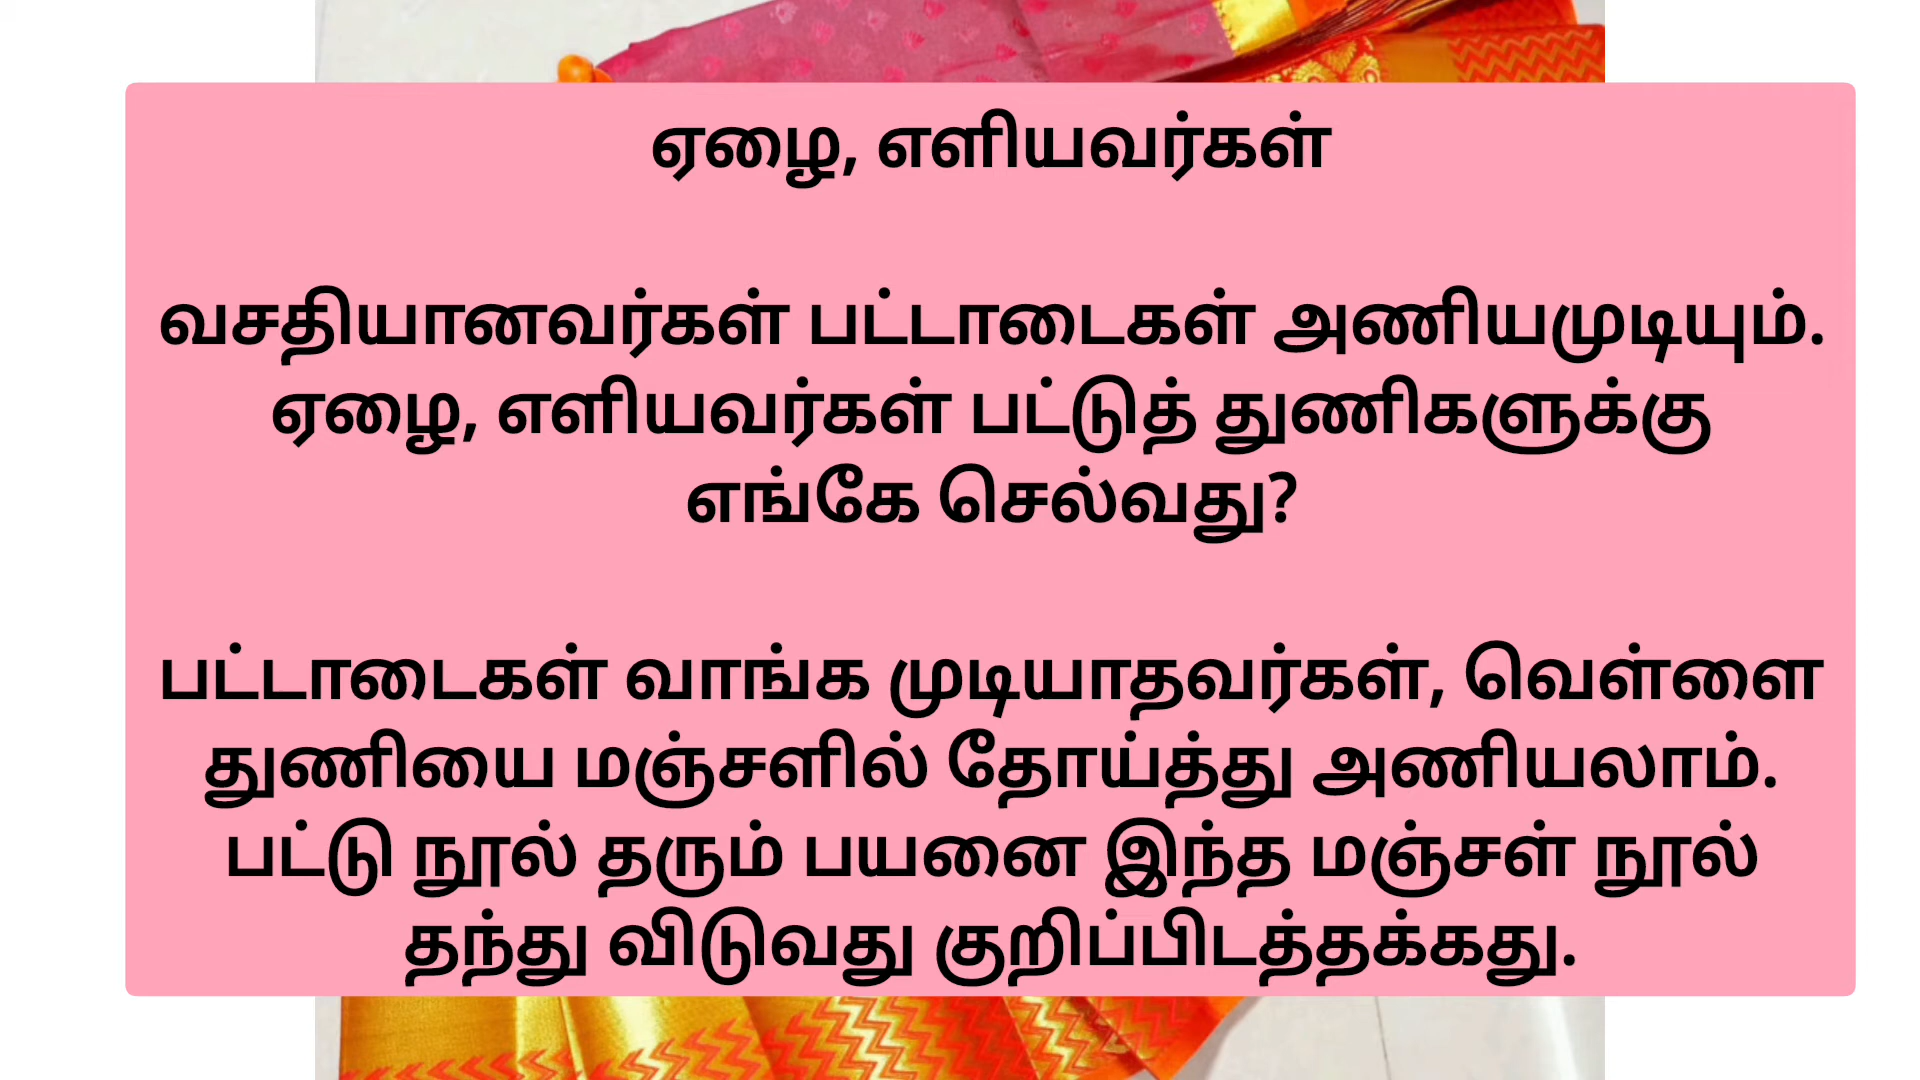 ஏழை, எளியவர்கள்
வசதியானவர்கள் பட்டாடைகள் அணியமுடியும்.
ஏழை, எளியவர்கள் பட்டுத் துணிகளுக்கு
எங்கே செல்வது?
பட்டாடைகள் வாங்க முடியாதவர்கள், வெள்ளை
துணியை மஞ்சளில் தோய்த்து அணியலாம்.
பட்டு நூல் தரும் பயனை இந்த மஞ்சள் நூல்
தந்து விடுவது குறிப்பிடத்தக்கது.